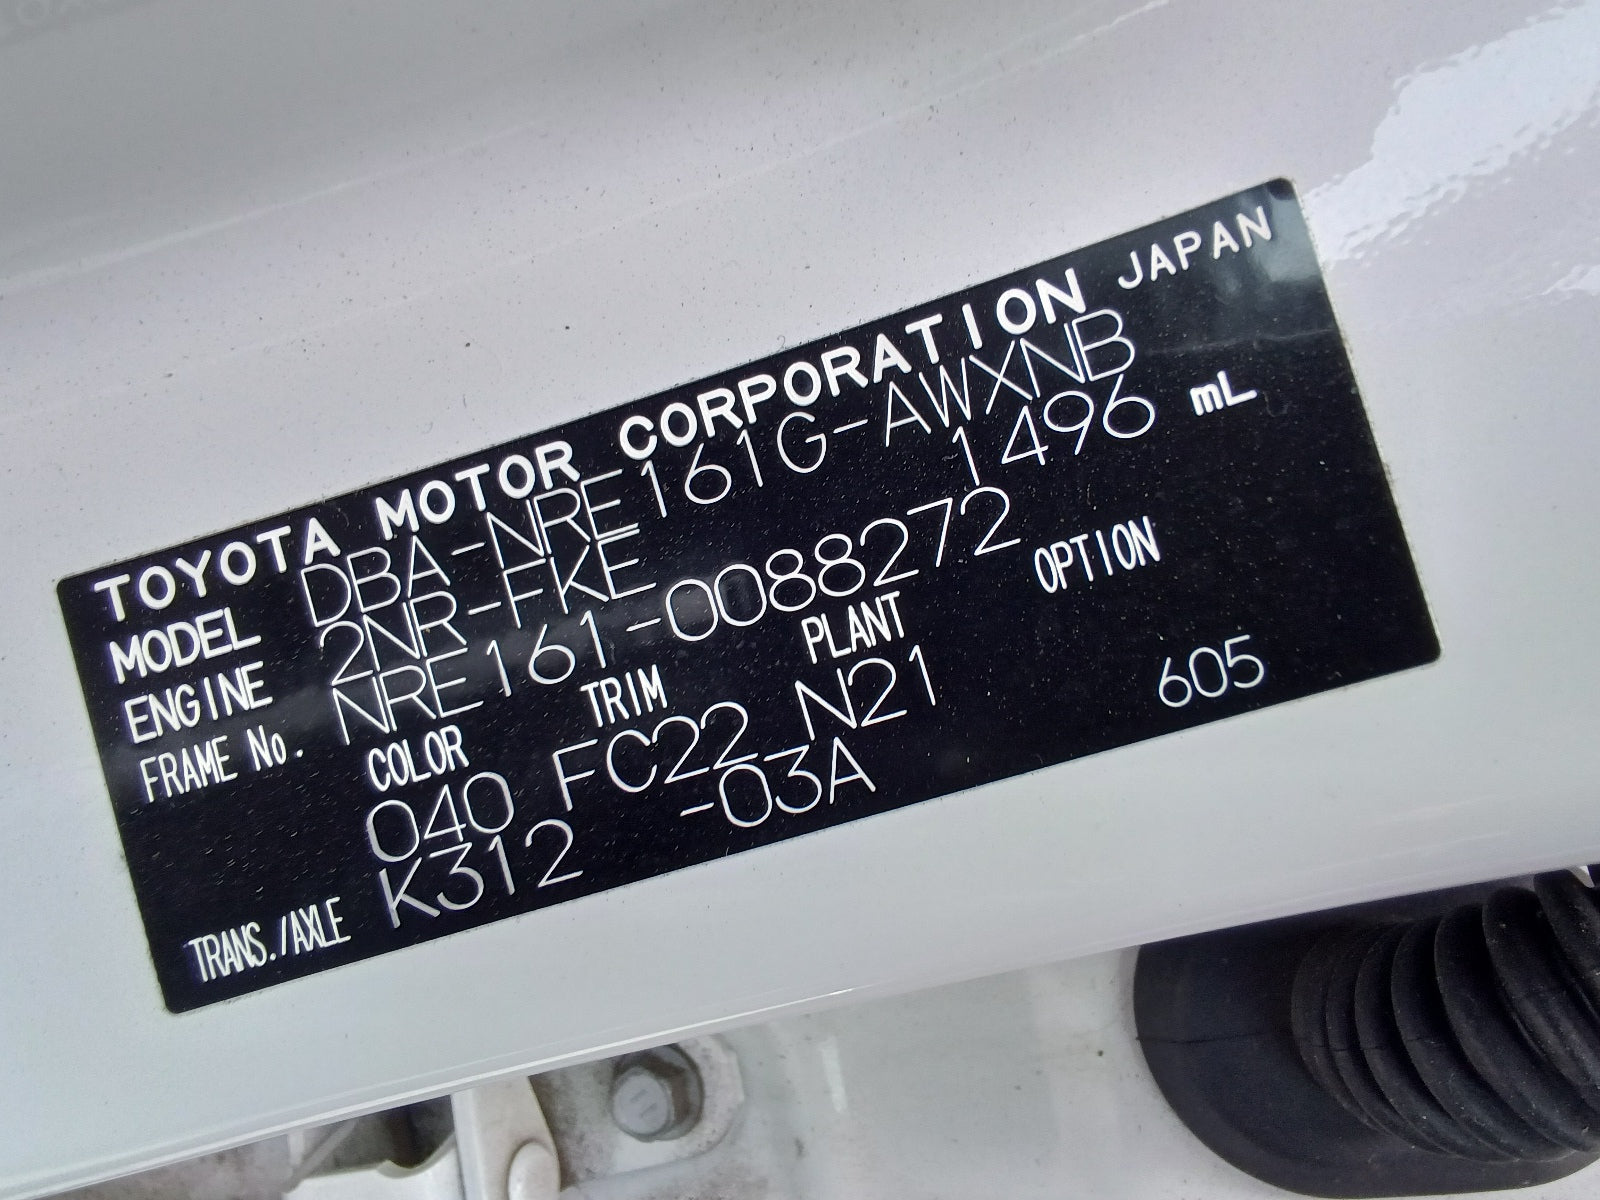 TOYOTA MOTOR CORPORATION JAPAN
MODEL DBA-NRE161G-AWXNB
ENGINE 2NR-FKE 1496 mL
FRAME No. NRE161-0088272
COLOR TRIM PLANT OPTION
040 FC22 N21 605
TRANS./AXLE K312 -03A